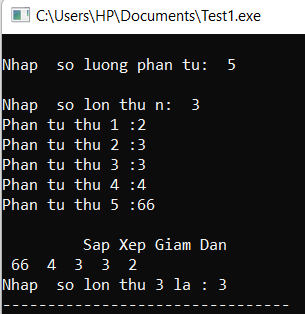 C:\Users\HP\Documents\Test1.exe
Nhap  so luong phan tu:  5
Nhap  so lon thu n:  3
Phan tu thu 1 :2
Phan tu thu 2 :3
Phan tu thu 3 :3
Phan tu thu 4 :4
Phan tu thu 5 :66
Sap Xep Giam Dan
66  4  3  3  2
Nhap  so lon thu 3 la : 3
--------------------------------